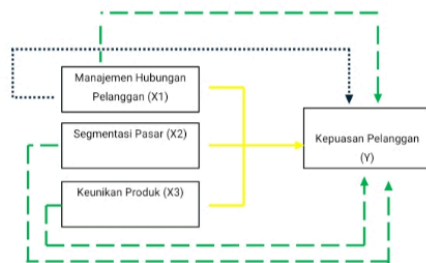 Manajemen Hubungan
Pelanggan (X1)
Segmentasi Pasar (X2)
Keunikan Produk (X3)
Kepuasan Pelanggan
(Y)